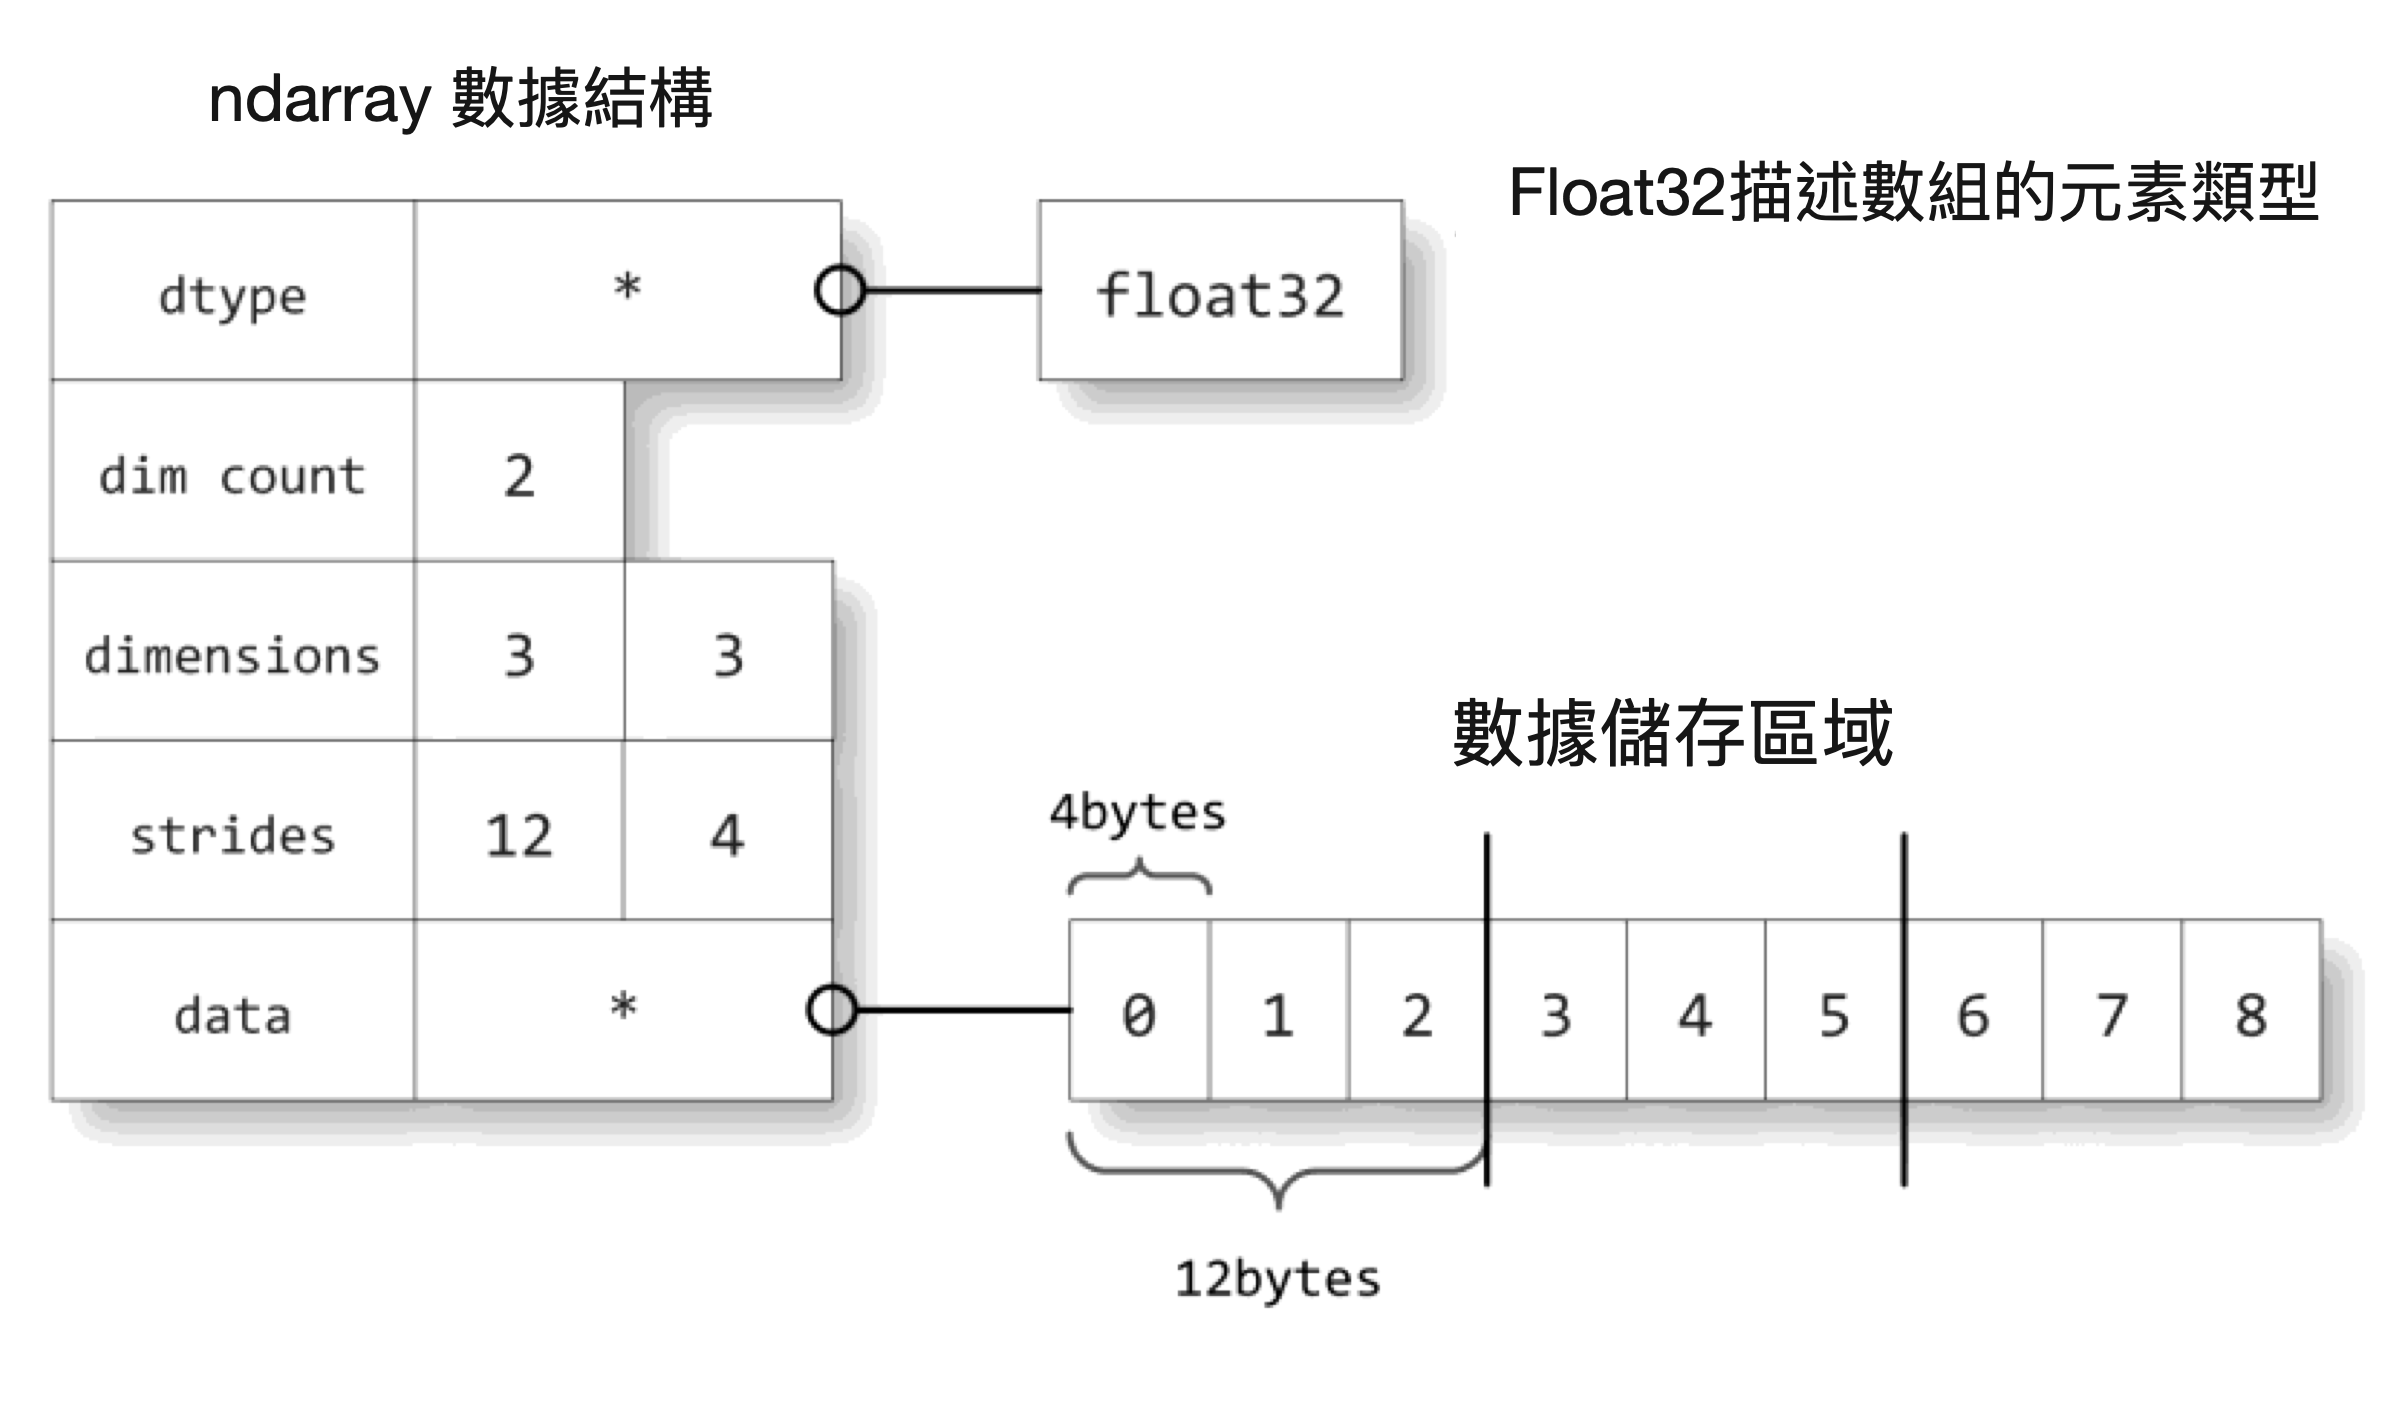 ndarray 數據結構
Float32描述數組的元素類型
dtype *
float32
dim count 2
dimensions 3 3
strides 12 4
data *
數據儲存區域
4bytes
0 1 2 3 4 5 6 7 8
12bytes